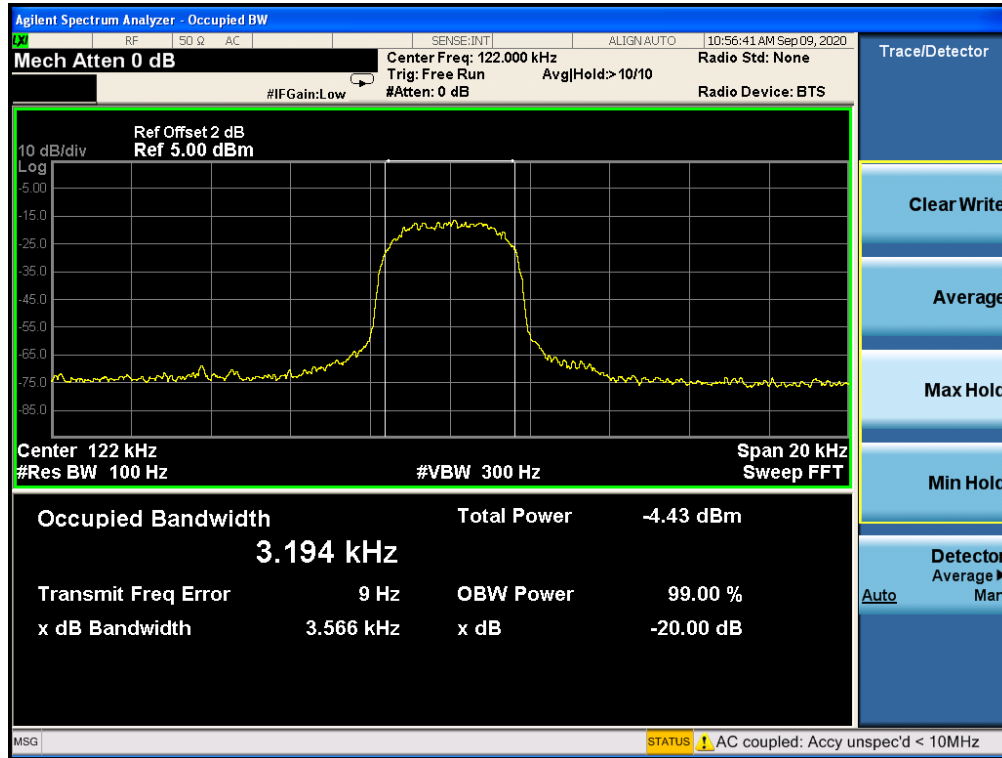 Agilent Spectrum Analyzer - Occupied BW
LXI RF 50 Ω AC SENSE:INT ALIGN AUTO 10:56:41 AM Sep 09, 2020
Mech Atten 0 dB
Center Freq: 122.000 kHz
Radio Std: None
Trig: Free Run Avg|Hold:>10/10
#IFGain:Low #Atten: 0 dB Radio Device: BTS
Ref Offset 2 dB
10 dB/div Ref 5.00 dBm
Log
-5.00
-15.0
-25.0
-35.0
-45.0
-55.0
-65.0
-75.0
-85.0
Center 122 kHz Span 20 kHz
#Res BW 100 Hz #VBW 300 Hz Sweep FFT
Occupied Bandwidth Total Power -4.43 dBm
3.194 kHz
Transmit Freq Error 9 Hz OBW Power 99.00 %
x dB Bandwidth 3.566 kHz x dB -20.00 dB
Trace/Detector
Clear Write
Average
Max Hold
Min Hold
Detector
Average
Auto Man
MSG STATUS AC coupled: Accy unspec'd < 10MHz